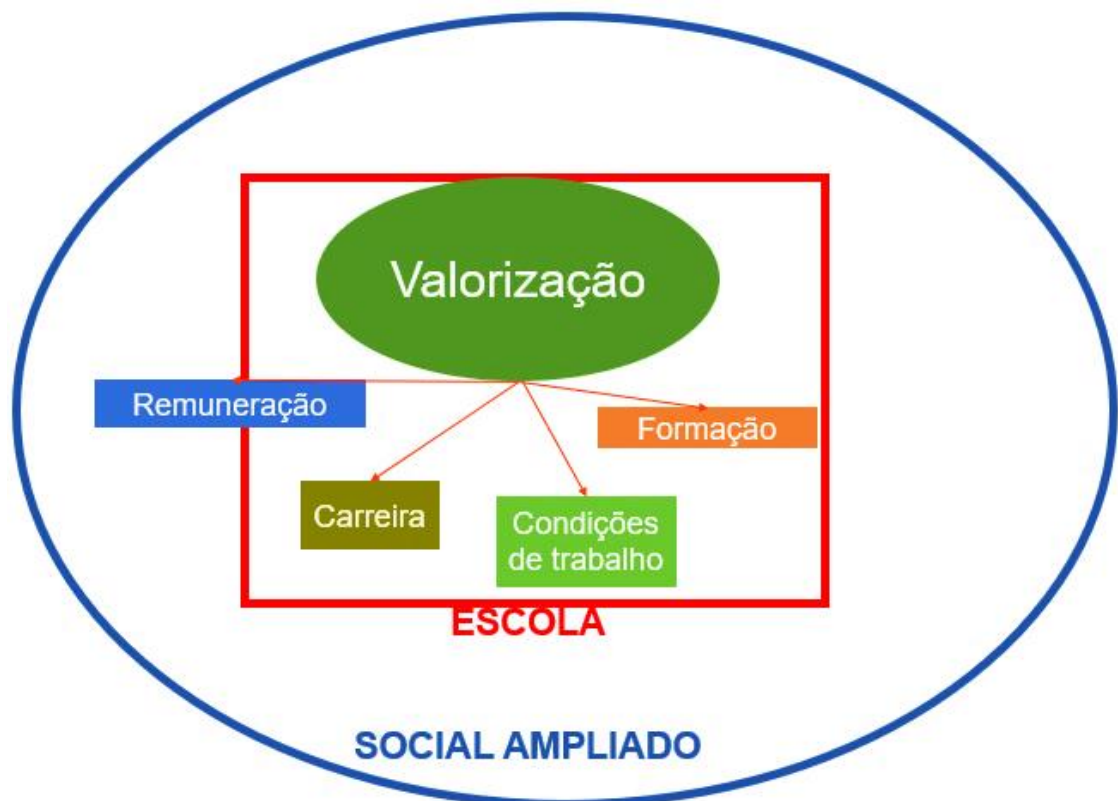 Valorização
Remuneração
Formação
Carreira
Condições
de trabalho
ESCOLA
SOCIAL AMPLIADO